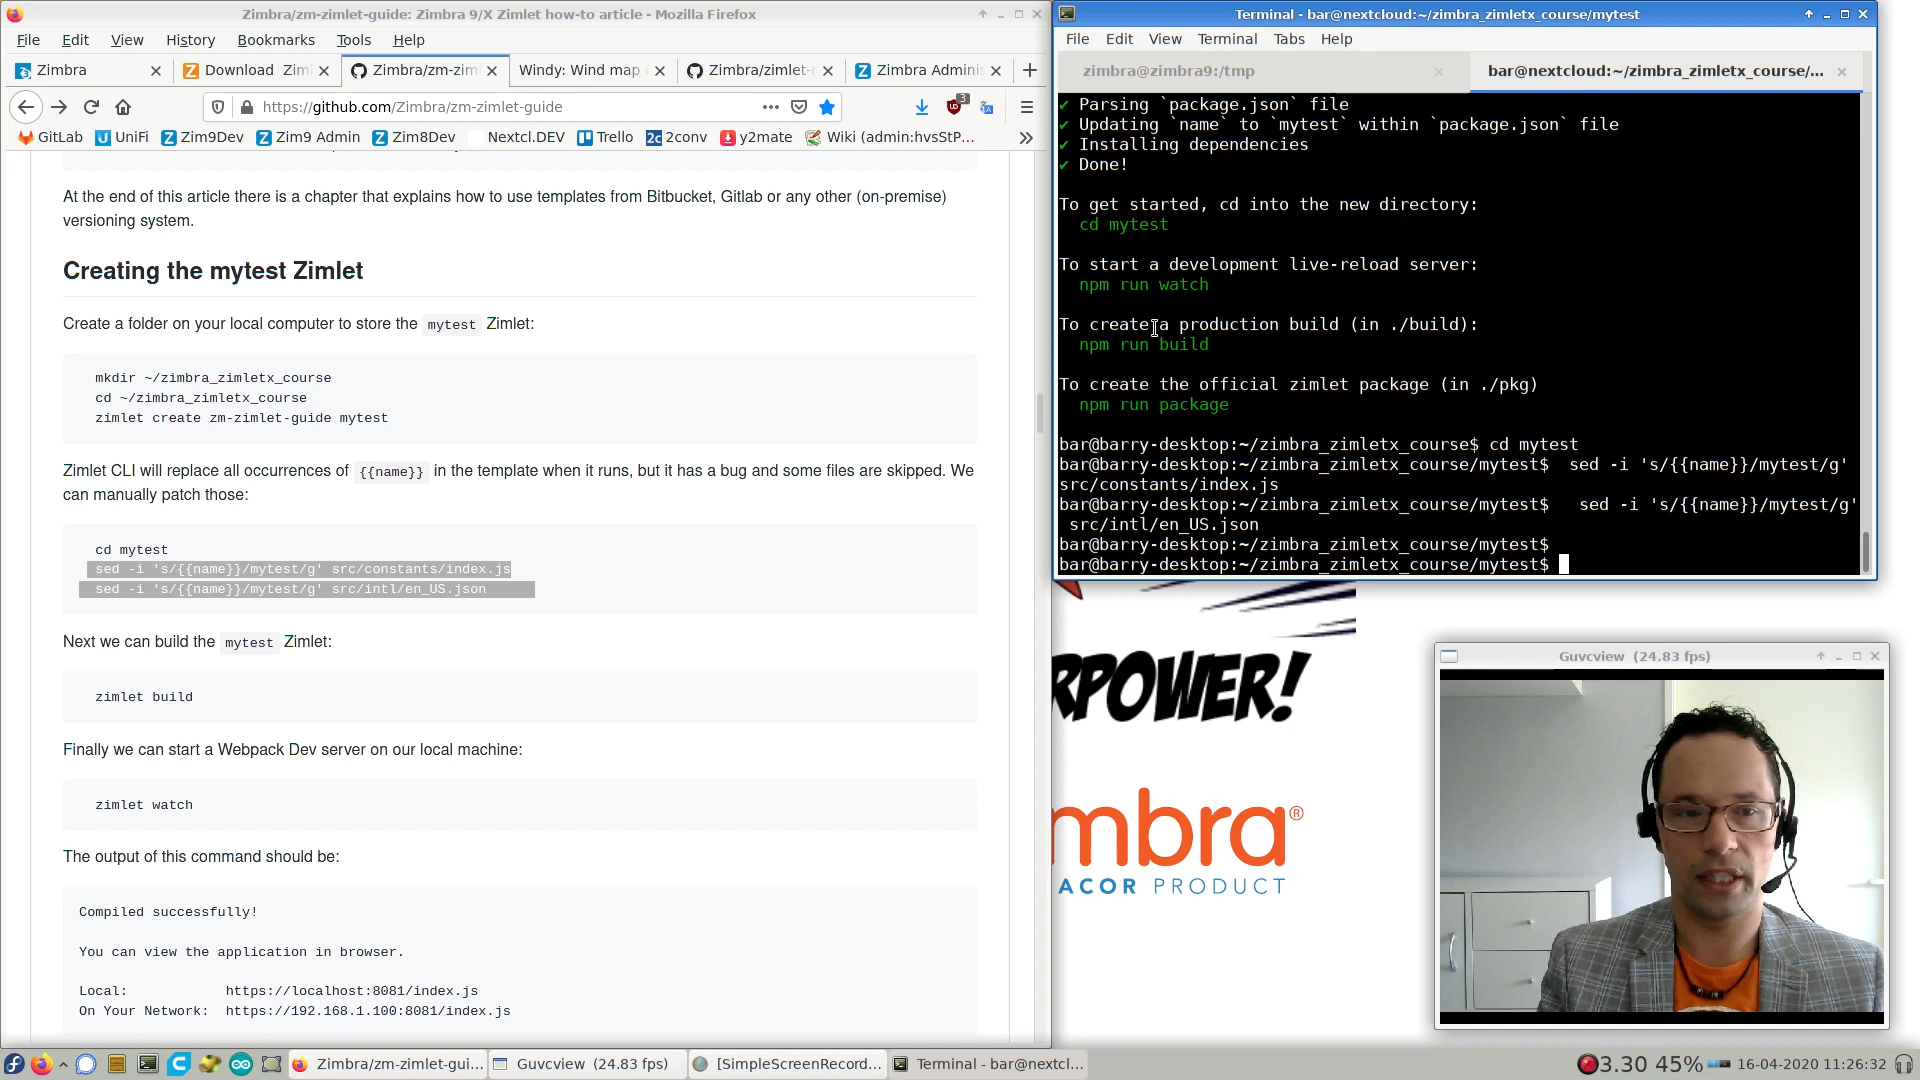 Zimbra/zm-zimlet-guide: Zimbra 9/X Zimlet how-to article - Mozilla Firefox
File Edit View History Bookmarks Tools Help
Zimbra
Download Zim
Zimbra/zm-zim
Windy: Wind map
Zimbra/zimlet-
Zimbra Adminis
https://github.com/Zimbra/zm-zimlet-guide
3
GitLab UniFi Zim9Dev Zim9 Admin Zim8Dev Nextcl.DEV Trello 2conv y2mate Wiki (admin:hvsStP...
At the end of this article there is a chapter that explains how to use templates from Bitbucket, Gitlab or any other (on-premise)
versioning system.
Creating the mytest Zimlet
Create a folder on your local computer to store the mytest Zimlet:
mkdir ~/zimbra_zimletx_course
cd ~/zimbra_zimletx_course
zimlet create zm-zimlet-guide mytest
Zimlet CLI will replace all occurrences of {{name}} in the template when it runs, but it has a bug and some files are skipped. We
can manually patch those:
cd mytest
sed -i 's/{{name}}/mytest/g' src/constants/index.js
sed -i 's/{{name}}/mytest/g' src/intl/en_US.json
Next we can build the mytest Zimlet:
zimlet build
Finally we can start a Webpack Dev server on our local machine:
zimlet watch
The output of this command should be:
Compiled successfully!
You can view the application in browser.
Local: https://localhost:8081/index.js
On Your Network: https://192.168.1.100:8081/index.js
Terminal - bar@nextcloud:~/zimbra_zimletx_course/mytest
File Edit View Terminal Tabs Help
zimbra@zimbra9:/tmp
bar@nextcloud:~/zimbra_zimletx_course/...
✔ Parsing `package.json` file
✔ Updating `name` to `mytest` within `package.json` file
✔ Installing dependencies
✔ Done!
To get started, cd into the new directory:
cd mytest
To start a development live-reload server:
npm run watch
To create a production build (in ./build):
npm run build
To create the official zimlet package (in ./pkg)
npm run package
bar@barry-desktop:~/zimbra_zimletx_course$ cd mytest
bar@barry-desktop:~/zimbra_zimletx_course/mytest$  sed -i 's/{{name}}/mytest/g'
src/constants/index.js
bar@barry-desktop:~/zimbra_zimletx_course/mytest$   sed -i 's/{{name}}/mytest/g'
src/intl/en_US.json
bar@barry-desktop:~/zimbra_zimletx_course/mytest$
bar@barry-desktop:~/zimbra_zimletx_course/mytest$
RPOWER!
mbra®
ACOR PRODUCT
Guvcview (24.83 fps)
Zimbra/zm-zimlet-gui...
Guvcview (24.83 fps)
[SimpleScreenRecord...
Terminal - bar@nextcl...
3.30 45% 16-04-2020 11:26:32